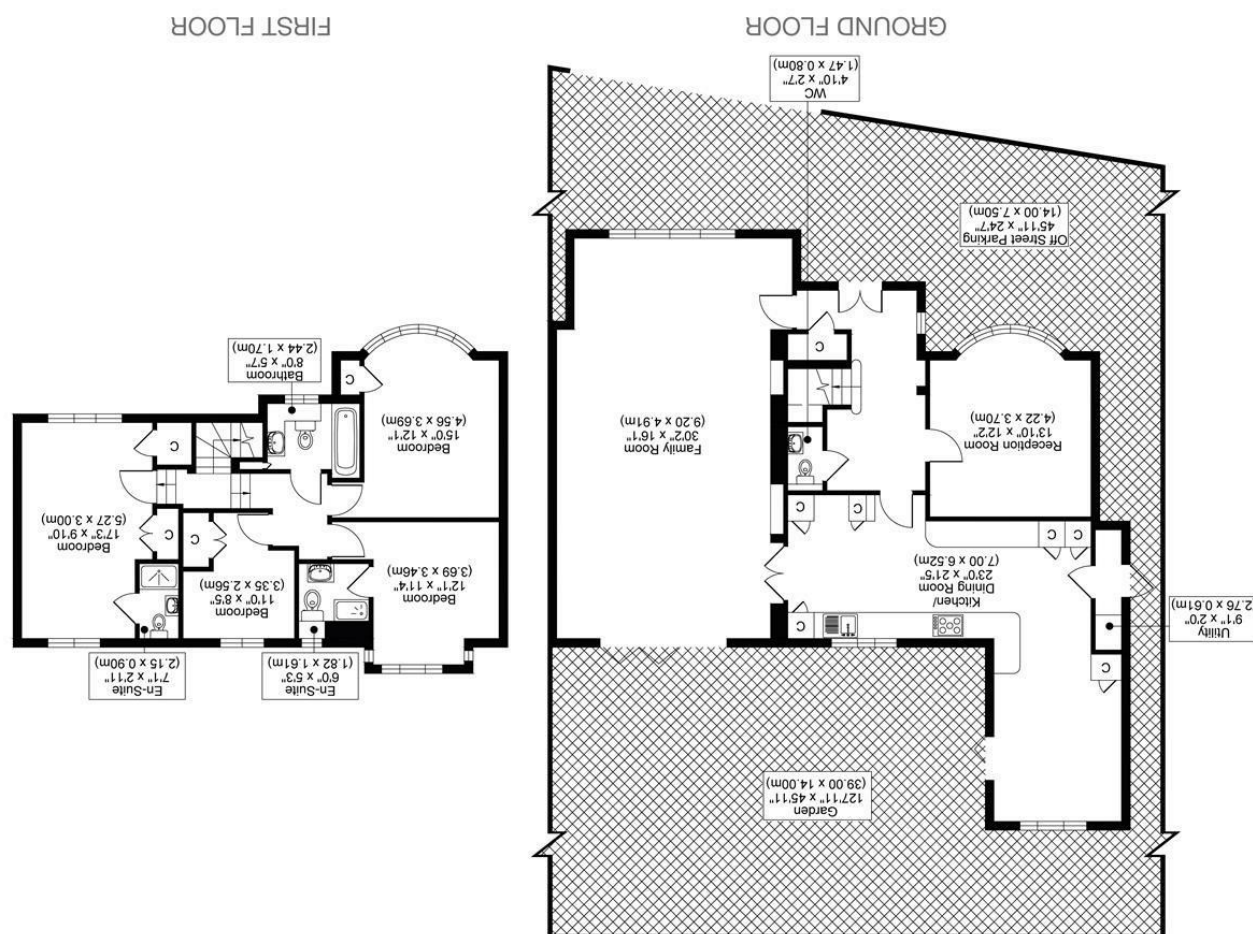 Garden
127'11" x 45'11"
(39.00 x 14.00m)
C
Utility
9'1" x 2'0"
2.76 x 0.61m)
C
Kitchen/
Dining Room
23'0" x 21'5"
(7.00 x 6.52m)
C
C
C
C
Reception Room
13'10" x 12'2"
(4.22 x 3.70m)
Family Room
30'2" x 16'1"
(9.20 x 4.91m)
C
Off Street Parking
45'11" x 24'7"
(14.00 x 7.50m)
WC
4'10" x 2'7"
(1.47 x 0.80m)
GROUND FLOOR
En-Suite
6'0" x 5'3"
(1.82 x 1.61m)
En-Suite
7'1" x 2'11"
(2.15 x 0.90m)
Bedroom
12'1" x 11'4
(3.69 x 3.46m)
Bedroom
11'0" x 8'5"
(3.35 x 2.56m)
C
C
Bedroom
17'3" x 9'10"
(5.27 x 3.00m)
C
Bedroom
15'0" x 12'1"
(4.56 x 3.69m)
C
Bathroom
8'0" x 5'7"
(2.44 x 1.70m)
FIRST FLOOR